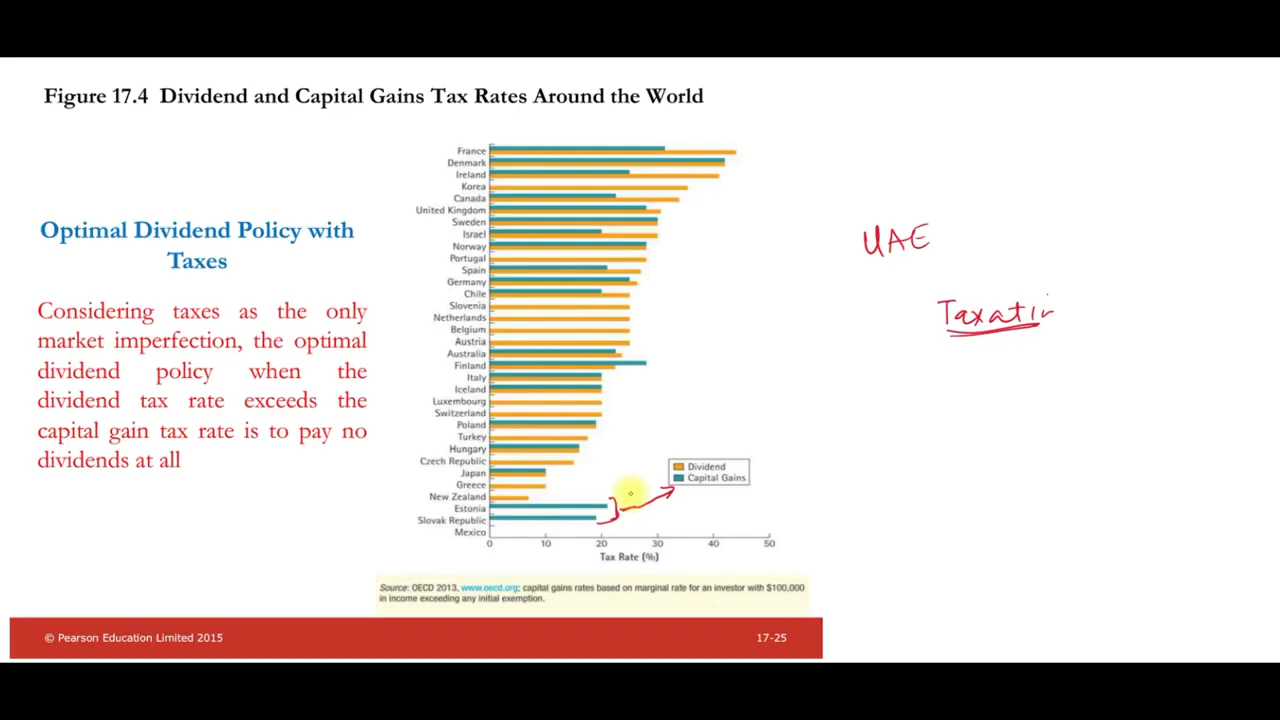 Figure 17.4 Dividend and Capital Gains Tax Rates Around the World
Optimal Dividend Policy with
Taxes
Considering taxes as the only
market imperfection, the optimal
dividend policy when the
dividend tax rate exceeds the
capital gain tax rate is to pay no
dividends at all
France
Denmark
Ireland
Korea
Canada
United Kingdom
Sweden
Israel
Norway
Portugal
Spain
Germany
Chile
Slovenia
Netherlands
Belgium
Austria
Australia
Finland
Italy
Iceland
Luxembourg
Switzerland
Poland
Turkey
Hungary
Czech Republic
Japan
Greece
New Zealand
Estonia
Slovak Republic
Mexico
0 10 20 30 40 50
Tax Rate (%)
Dividend
Capital Gains
Source: OECD 2013, www.oecd.org; capital gains rates based on marginal rate for an investor with $100,000
in income exceeding any initial exemption.
UAE
Taxatin
© Pearson Education Limited 2015
17-25